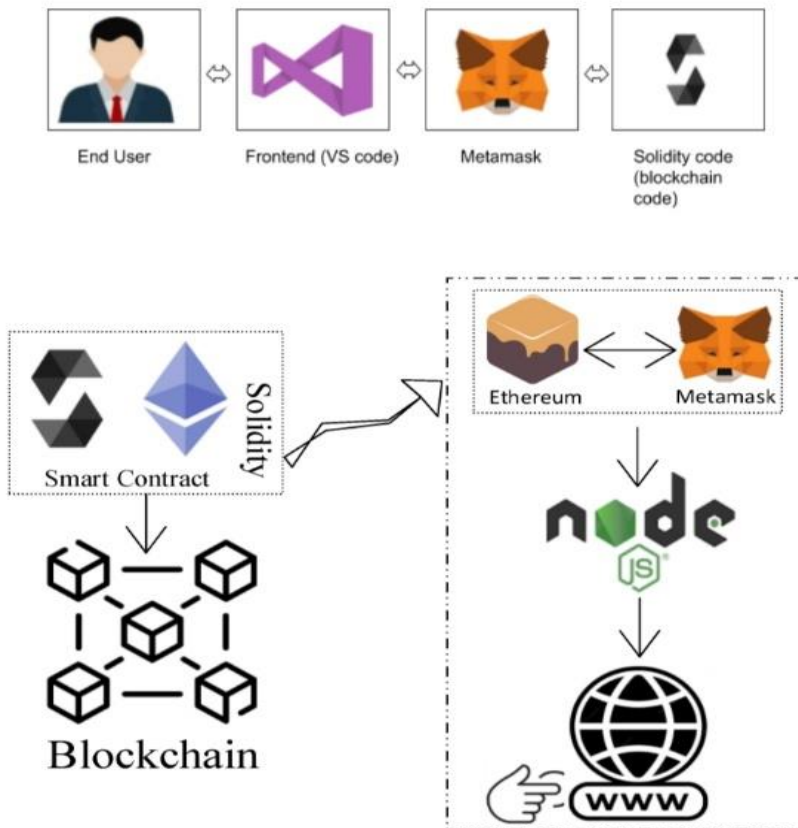 End User
Frontend (VS code)
Metamask
Solidity code
(blockchain
code)
Solidity
Smart Contract
Ethereum
Metamask
node
JS®
Blockchain
www